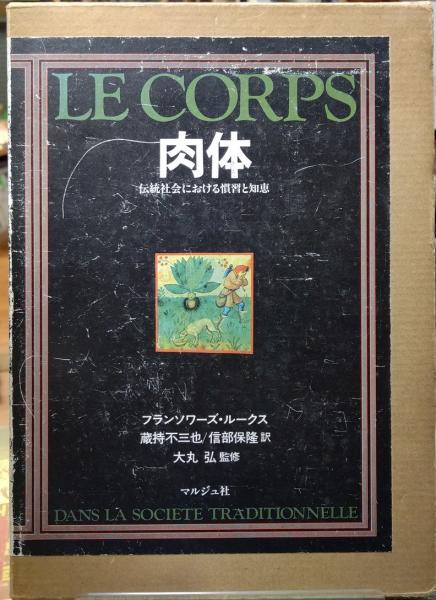 LE CORPS
肉体
伝統社会における慣習と知恵
フランソワーズ・ルークス
蔵持不三也/信部保隆 訳
大丸 弘 監修
マルジュ社
DANS LA SOCIETE TRADITIONNELLE